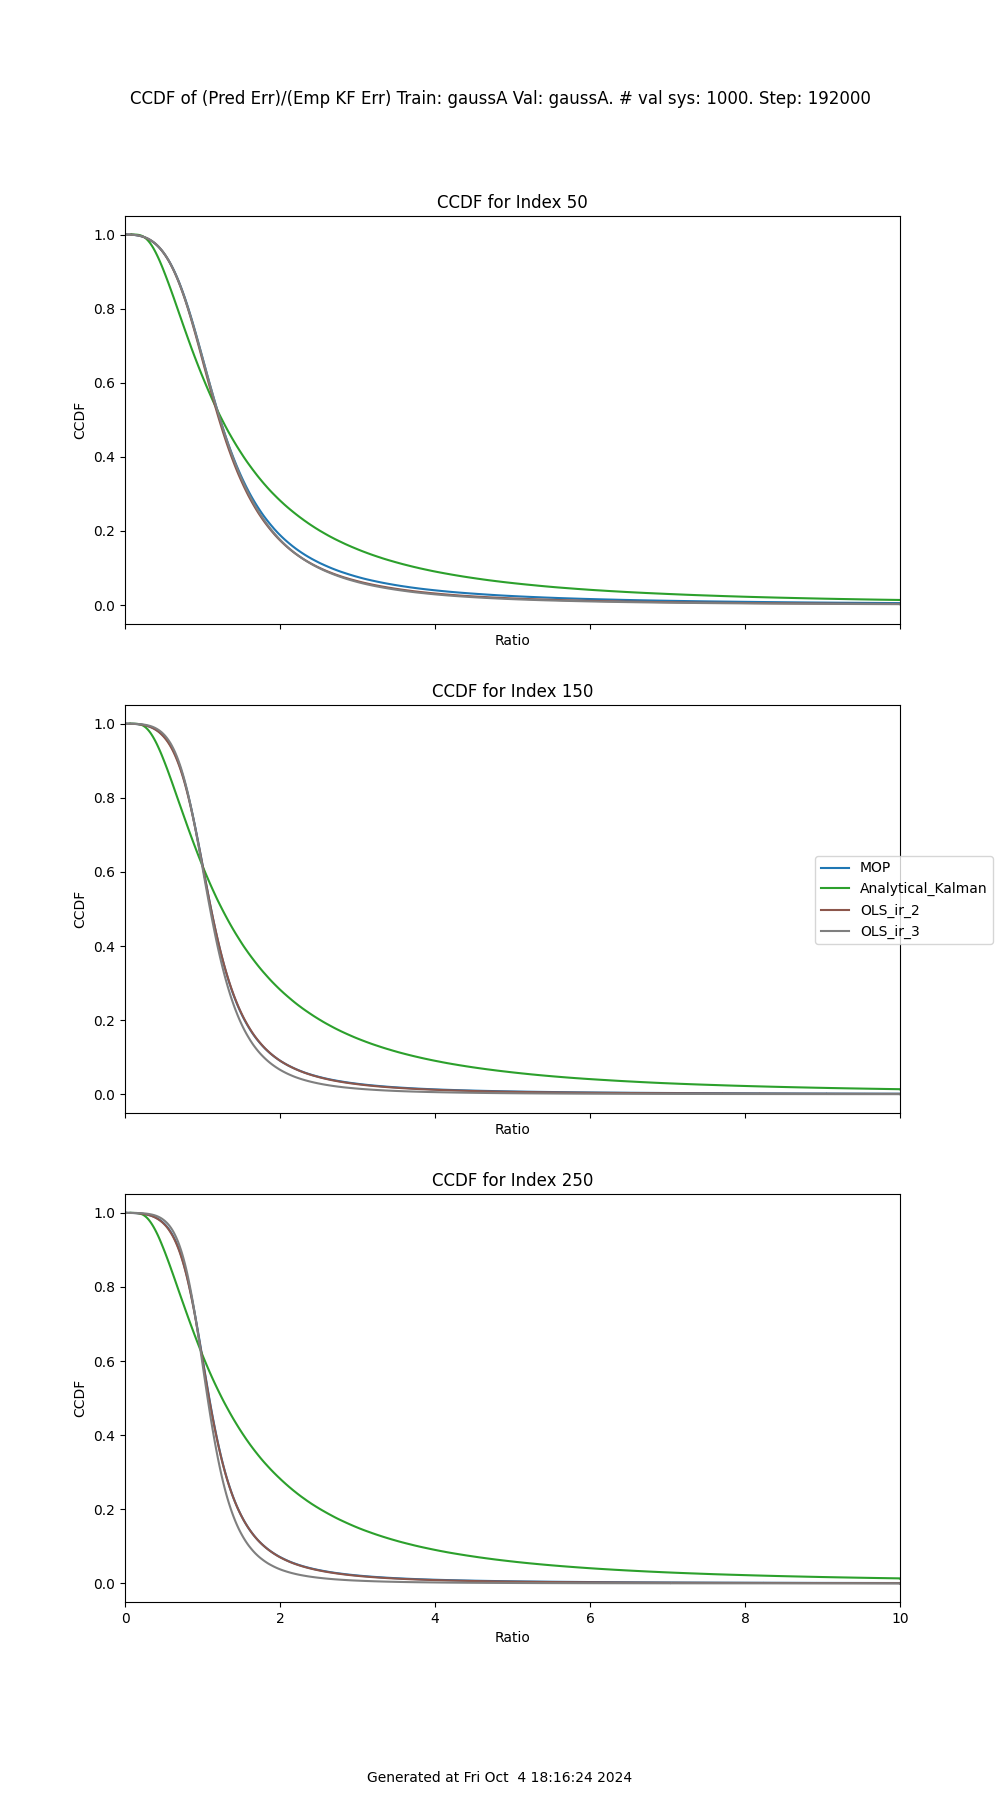 CCDF of (Pred Err)/(Emp KF Err) Train: gaussA Val: gaussA. # val sys: 1000. Step: 192000
CCDF for Index 50
1.0
0.8
0.6
0.4
0.2
0.0
CCDF
Ratio
CCDF for Index 150
1.0
0.8
0.6
0.4
0.2
0.0
CCDF
Ratio
MOP
Analytical_Kalman
OLS_ir_2
OLS_ir_3
CCDF for Index 250
1.0
0.8
0.6
0.4
0.2
0.0
CCDF
0 2 4 6 8 10
Ratio
Generated at Fri Oct  4 18:16:24 2024